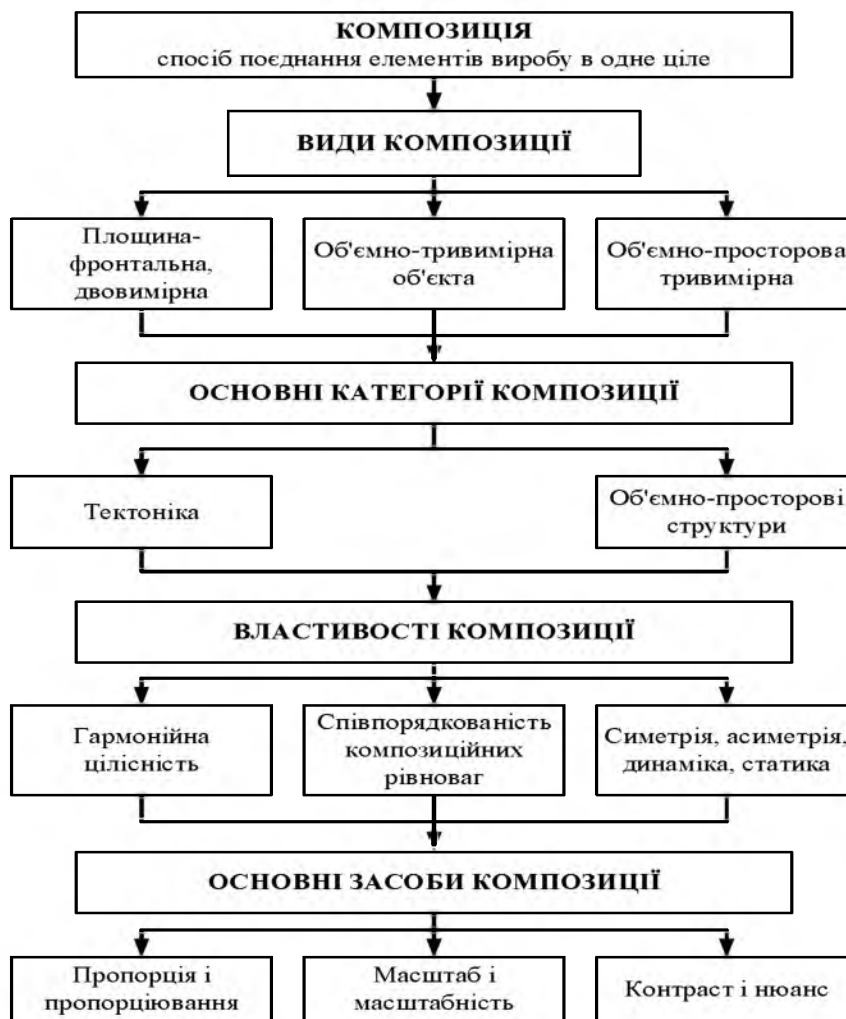 КОМПОЗИЦІЯ
спосіб поєднання елементів виробу в одне ціле
ВИДИ КОМПОЗИЦІЇ
Площина-
фронтальна,
двовимірна
Об'ємно-тривимірна
об'єкта
Об'ємно-просторова
тривимірна
ОСНОВНІ КАТЕГОРІЇ КОМПОЗИЦІЇ
Тектоніка
Об'ємно-просторові
структури
ВЛАСТИВОСТІ КОМПОЗИЦІЇ
Гармонійна
цілісність
Співпорядкованість
композиційних
рівноваг
Симетрія, асиметрія,
динаміка, статика
ОСНОВНІ ЗАСОБИ КОМПОЗИЦІЇ
Пропорція і
пропорціювання
Масштаб і
масштабність
Контраст і нюанс